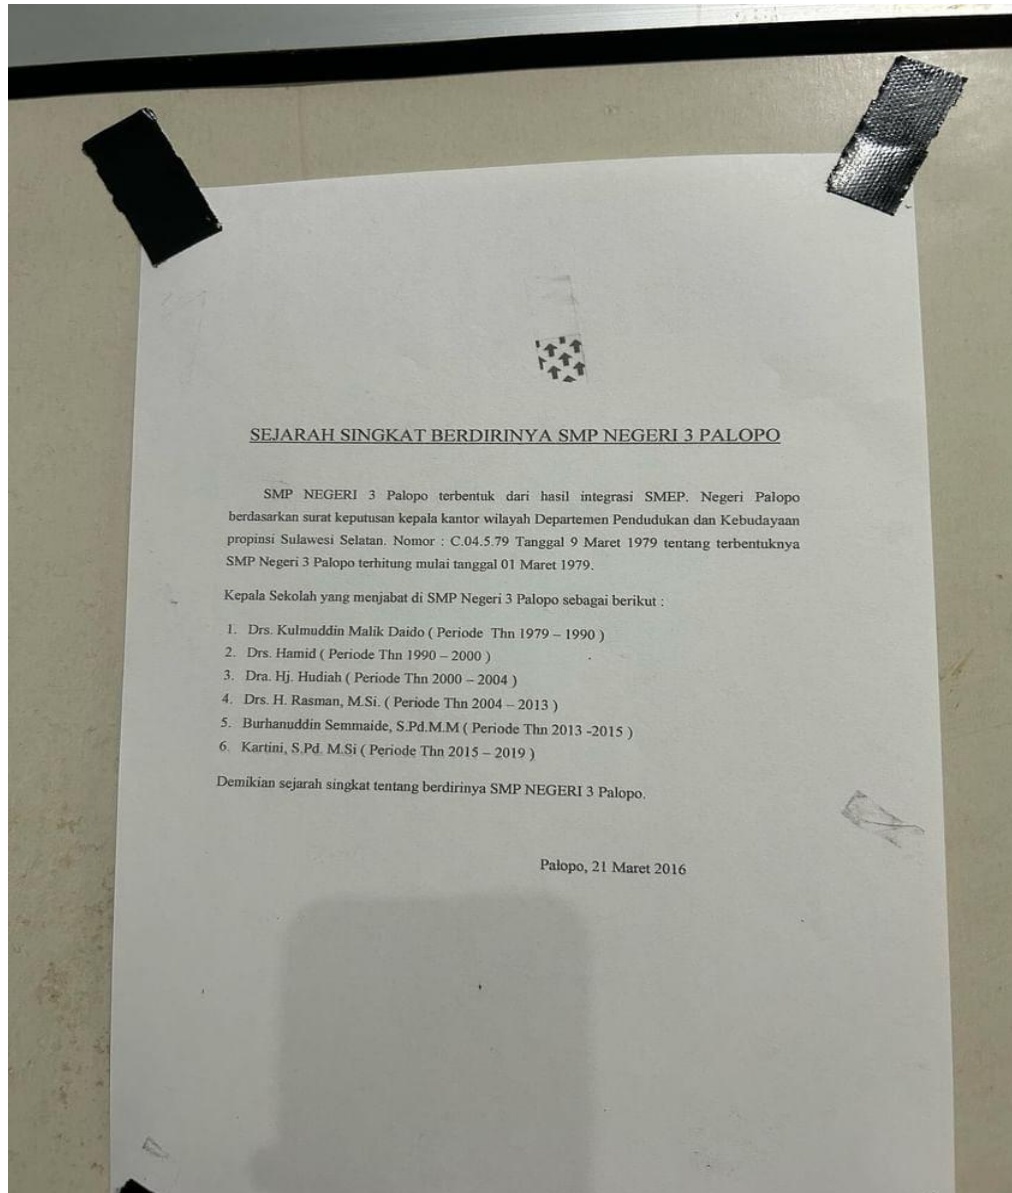 SEJARAH SINGKAT BERDIRINYA SMP NEGERI 3 PALOPO
SMP NEGERI 3 Palopo terbentuk dari hasil integrasi SMEP. Negeri Palopo
berdasarkan surat keputusan kepala kantor wilayah Departemen Pendudukan dan Kebudayaan
propinsi Sulawesi Selatan. Nomor : C.04.5.79 Tanggal 9 Maret 1979 tentang terbentuknya
SMP Negeri 3 Palopo terhitung mulai tanggal 01 Maret 1979.
Kepala Sekolah yang menjabat di SMP Negeri 3 Palopo sebagai berikut :
1. Drs. Kulmuddin Malik Daido ( Periode Thn 1979 – 1990 )
2. Drs. Hamid ( Periode Thn 1990 – 2000 )
3. Dra. Hj. Hudiah ( Periode Thn 2000 – 2004 )
4. Drs. H. Rasman, M.Si. ( Periode Thn 2004 – 2013 )
5. Burhanuddin Semmaide, S.Pd.M.M ( Periode Thn 2013 -2015 )
6. Kartini, S.Pd. M.Si ( Periode Thn 2015 – 2019 )
Demikian sejarah singkat tentang berdirinya SMP NEGERI 3 Palopo.
Palopo, 21 Maret 2016